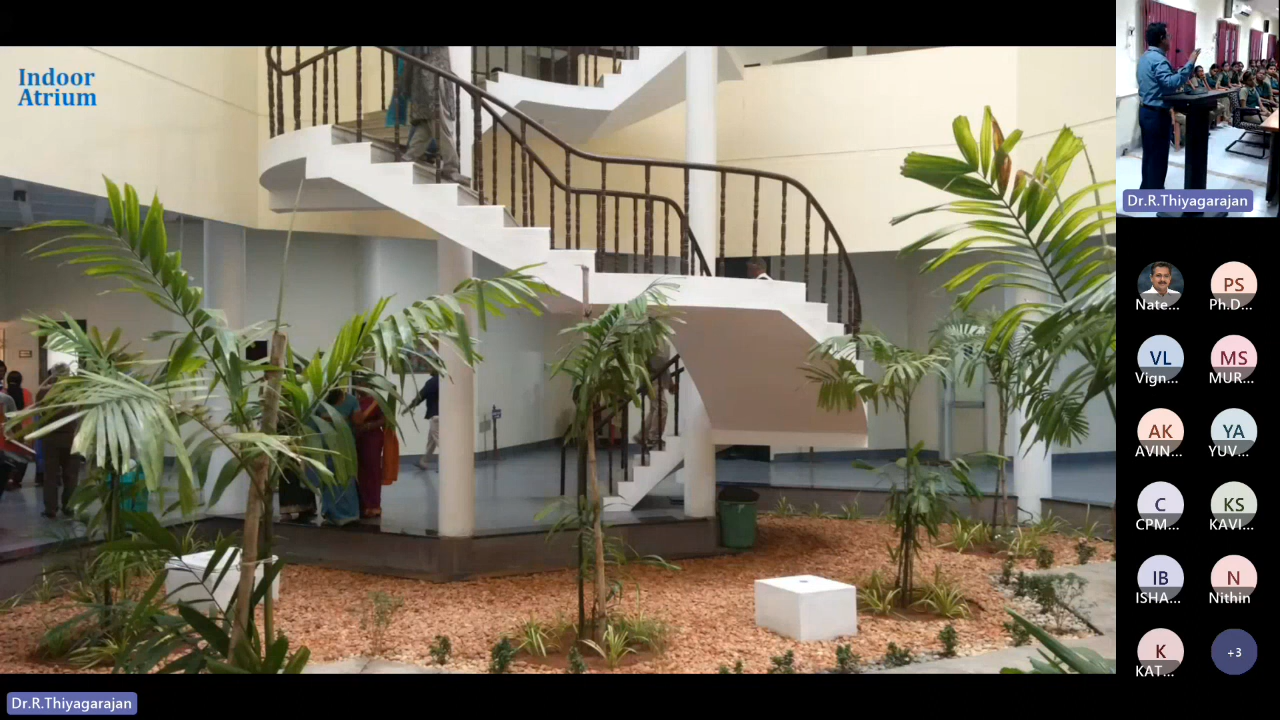 Indoor
Atrium
Dr.R.Thiyagarajan
Nate...
PS
Ph.D...
VL
Vign...
MS
MUR...
AK
AVIN...
YA
YUV...
C
CPM...
KS
KAVI...
IB
ISHA...
N
Nithin
K
KAT...
+3
Dr.R.Thiyagarajan